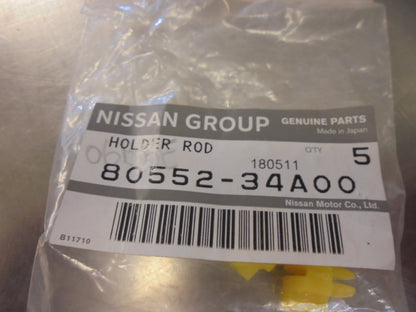 NISSAN GROUP GENUINE PARTS
Made in Japan
HOLDER ROD Q'TY 5
180511
80552-34A00
Nissan Motor Co., Ltd.
B11710